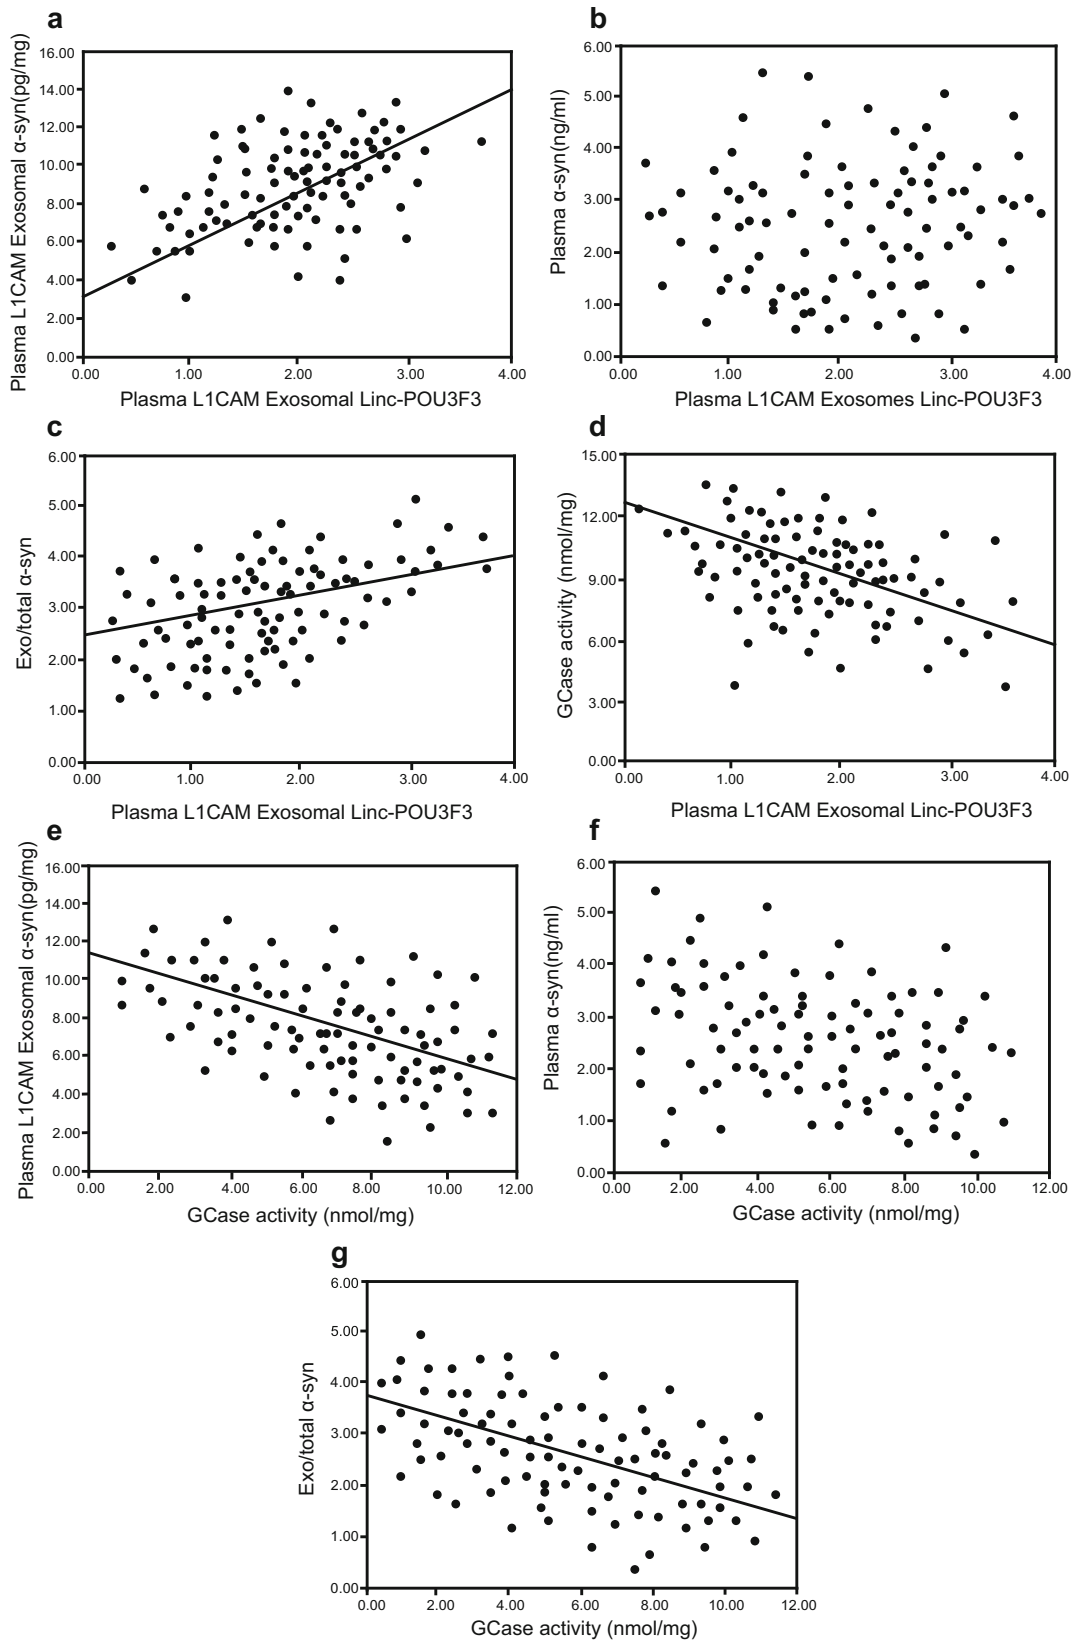 a
Plasma L1CAM Exosomal α-syn(pg/mg)
16.00
14.00
12.00
10.00
8.00
6.00
4.00
2.00
0.00
0.00 1.00 2.00 3.00 4.00
Plasma L1CAM Exosomal Linc-POU3F3
b
Plasma α-syn(ng/ml)
6.00
5.00
4.00
3.00
2.00
1.00
0.00
0.00 1.00 2.00 3.00 4.00
Plasma L1CAM Exosomes Linc-POU3F3
c
Exo/total α-syn
6.00
5.00
4.00
3.00
2.00
1.00
0.00
0.00 1.00 2.00 3.00 4.00
Plasma L1CAM Exosomal Linc-POU3F3
d
GCase activity (nmol/mg)
15.00
12.00
9.00
6.00
3.00
0.00
0.00 1.00 2.00 3.00 4.00
Plasma L1CAM Exosomal Linc-POU3F3
e
Plasma L1CAM Exosomal α-syn(pg/mg)
16.00
14.00
12.00
10.00
8.00
6.00
4.00
2.00
0.00
0.00 2.00 4.00 6.00 8.00 10.00 12.00
GCase activity (nmol/mg)
f
Plasma α-syn(ng/ml)
6.00
5.00
4.00
3.00
2.00
1.00
0.00
0.00 2.00 4.00 6.00 8.00 10.00 12.00
GCase activity (nmol/mg)
g
Exo/total α-syn
6.00
5.00
4.00
3.00
2.00
1.00
0.00
0.00 2.00 4.00 6.00 8.00 10.00 12.00
GCase activity (nmol/mg)